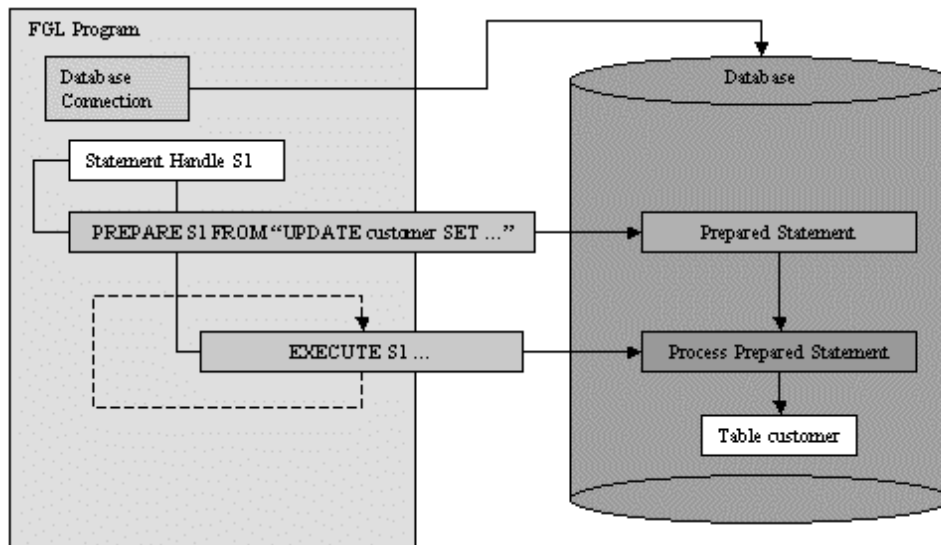 FGL Program
Database
Connection
Database
Statement Handle S1
PREPARE S1 FROM “UPDATE customer SET ...”
Prepared Statement
EXECUTE S1 ...
Process Prepared Statement
Table customer